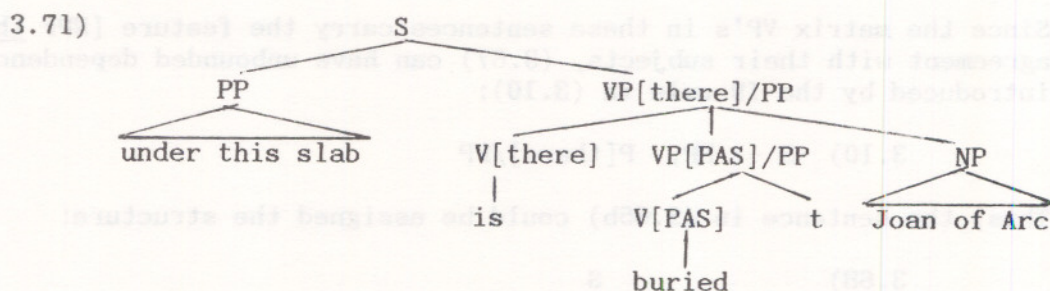 (3.71) S
PP VP[there]/PP
under this slab V[there] VP[PAS]/PP NP
is V[PAS] t Joan of Arc
buried